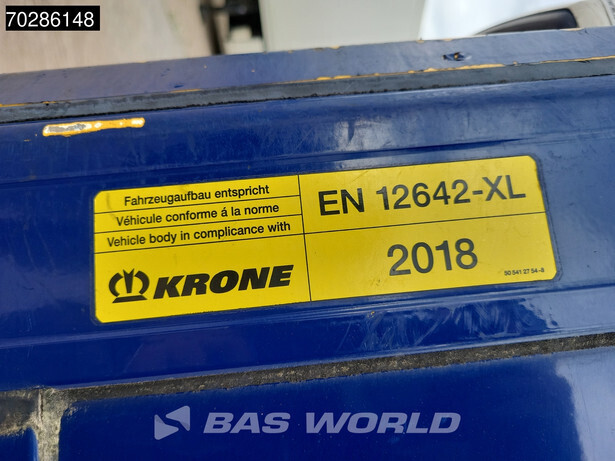 70286148
Fahrzeugaufbau entspricht
Véhicule conforme á la norme
Vehicle body in complicance with
EN 12642-XL
KRONE
2018
50 541 27 54-8
BAS WORLD